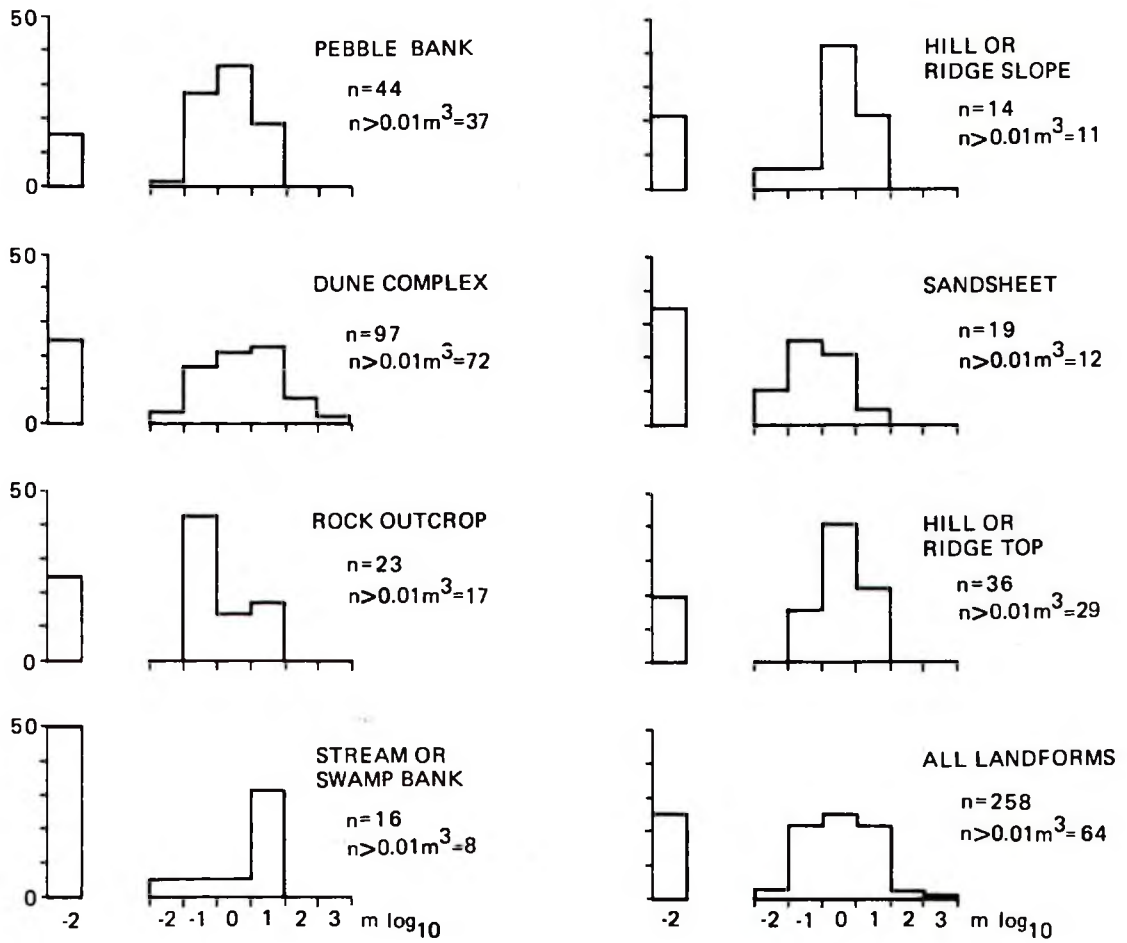 50
0
PEBBLE BANK
n=44
n>0.01m3=37
HILL OR
RIDGE SLOPE
n=14
n>0.01m3=11
50
0
DUNE COMPLEX
n=97
n>0.01m3=72
SANDSHEET
n=19
n>0.01m3=12
50
0
ROCK OUTCROP
n=23
n>0.01m3=17
HILL OR
RIDGE TOP
n=36
n>0.01m3=29
50
0
STREAM OR
SWAMP BANK
n=16
n>0.01m3=8
-2
-2 -1 0 1 2 3 m log10
ALL LANDFORMS
n=258
n>0.01m3=64
-2
-2 -1 0 1 2 3 m log10